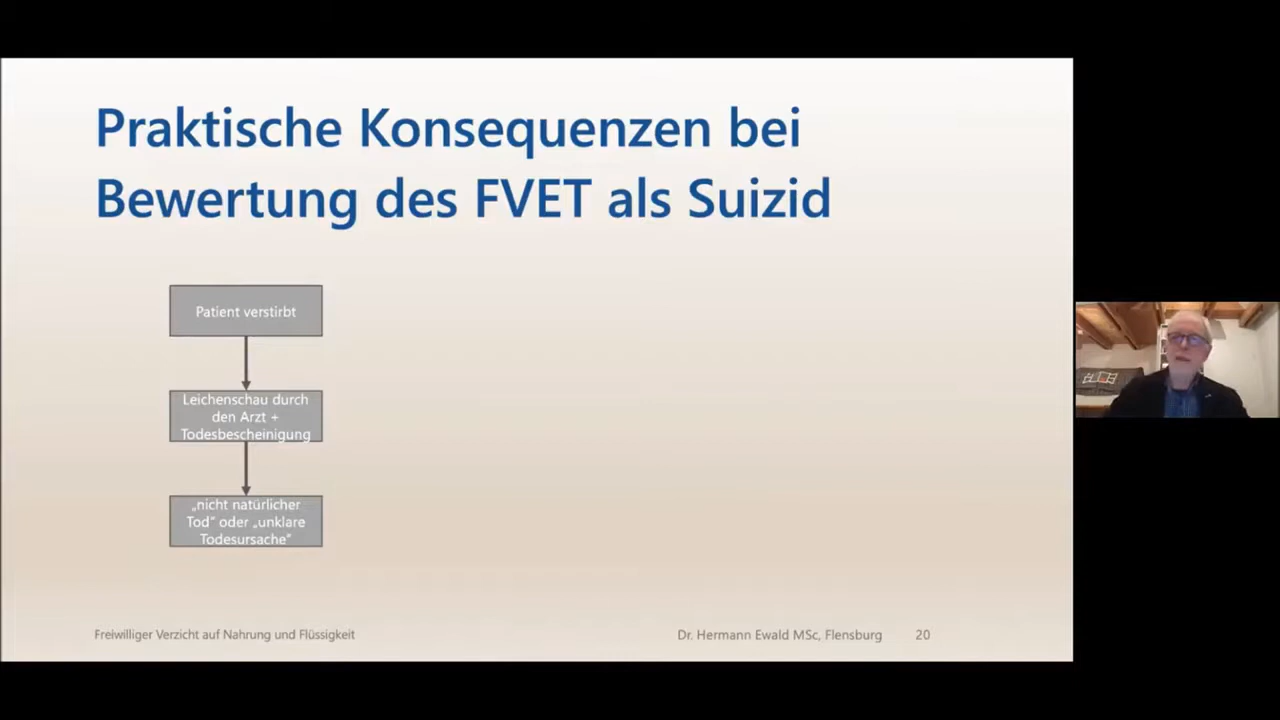 Praktische Konsequenzen bei
Bewertung des FVET als Suizid
Patient verstirbt
Leichenschau durch
den Arzt +
Todesbescheinigung
„nicht natürlicher
Tod“ oder „unklare
Todesursache“
Freiwilliger Verzicht auf Nahrung und Flüssigkeit
Dr. Hermann Ewald MSc, Flensburg
20